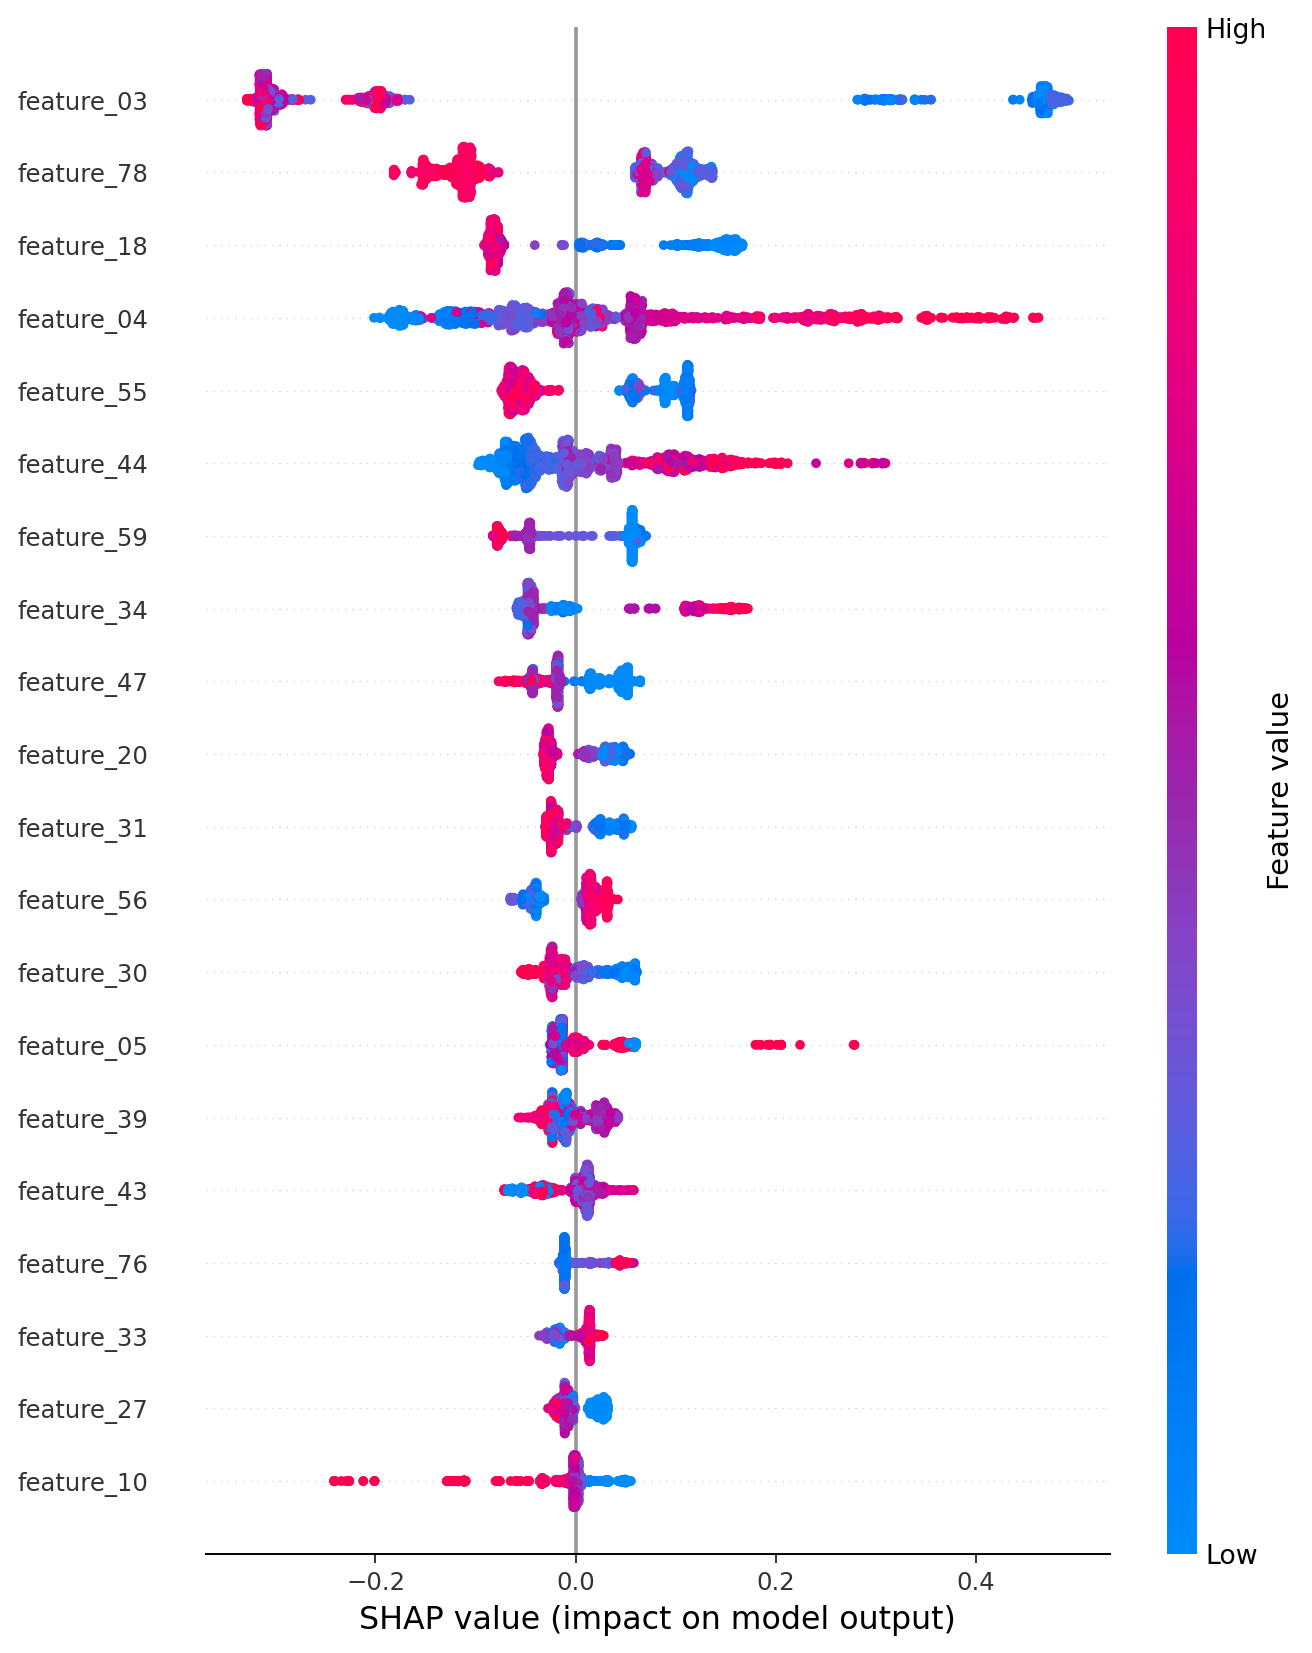 High
feature_03
feature_78
feature_18
feature_04
feature_55
feature_44
feature_59
feature_34
feature_47
feature_20
feature_31
feature_56
feature_30
feature_05
feature_39
feature_43
feature_76
feature_33
feature_27
feature_10
Feature value
Low
−0.2 0.0 0.2 0.4
SHAP value (impact on model output)